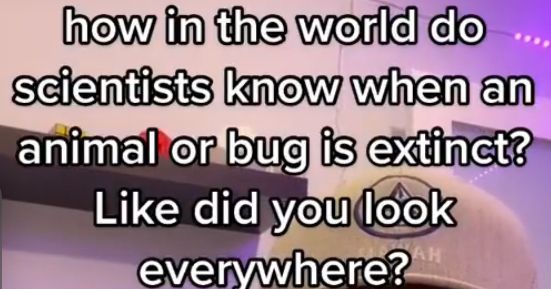 how in the world do
scientists know when an
animal or bug is extinct?
Like did you look
everywhere?